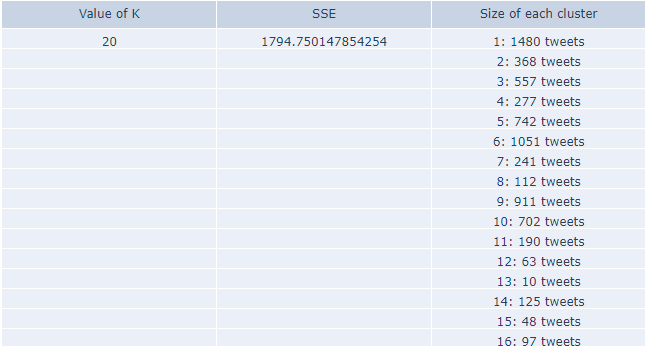 Value of K SSE Size of each cluster
20 1794.750147854254 1: 1480 tweets
2: 368 tweets
3: 557 tweets
4: 277 tweets
5: 742 tweets
6: 1051 tweets
7: 241 tweets
8: 112 tweets
9: 911 tweets
10: 702 tweets
11: 190 tweets
12: 63 tweets
13: 10 tweets
14: 125 tweets
15: 48 tweets
16: 97 tweets